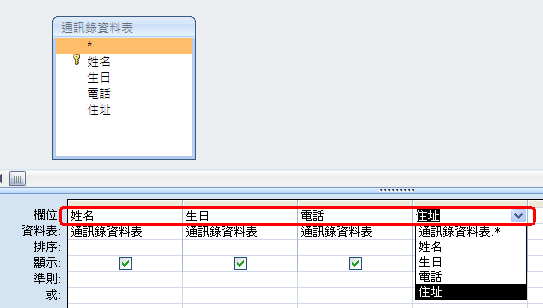 通訊錄資料表
*
姓名
生日
電話
住址
欄位: 姓名 生日 電話 住址
資料表: 通訊錄資料表 通訊錄資料表 通訊錄資料表 通訊錄資料表.*
排序: 姓名
顯示: 生日
準則: 電話
或: 住址